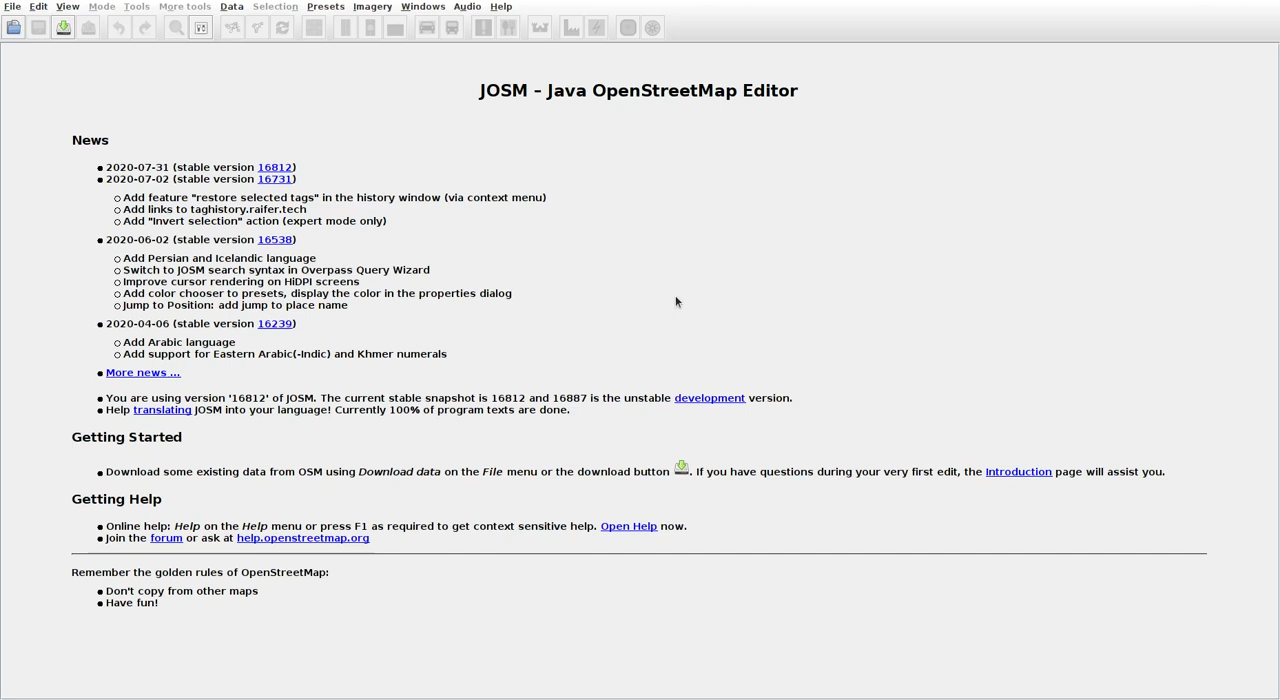 File Edit View Mode Tools More tools Data Selection Presets Imagery Windows Audio Help
JOSM – Java OpenStreetMap Editor
News
2020-07-31 (stable version 16812)
2020-07-02 (stable version 16731)
Add feature "restore selected tags" in the history window (via context menu)
Add links to taghistory.raifer.tech
Add "Invert selection" action (expert mode only)
2020-06-02 (stable version 16538)
Add Persian and Icelandic language
Switch to JOSM search syntax in Overpass Query Wizard
Improve cursor rendering on HiDPI screens
Add color chooser to presets, display the color in the properties dialog
Jump to Position: add jump to place name
2020-04-06 (stable version 16239)
Add Arabic language
Add support for Eastern Arabic(-Indic) and Khmer numerals
More news ...
You are using version '16812' of JOSM. The current stable snapshot is 16812 and 16887 is the unstable development version.
Help translating JOSM into your language! Currently 100% of program texts are done.
Getting Started
Download some existing data from OSM using Download data on the File menu or the download button . If you have questions during your very first edit, the Introduction page will assist you.
Getting Help
Online help: Help on the Help menu or press F1 as required to get context sensitive help. Open Help now.
Join the forum or ask at help.openstreetmap.org
Remember the golden rules of OpenStreetMap:
Don't copy from other maps
Have fun!